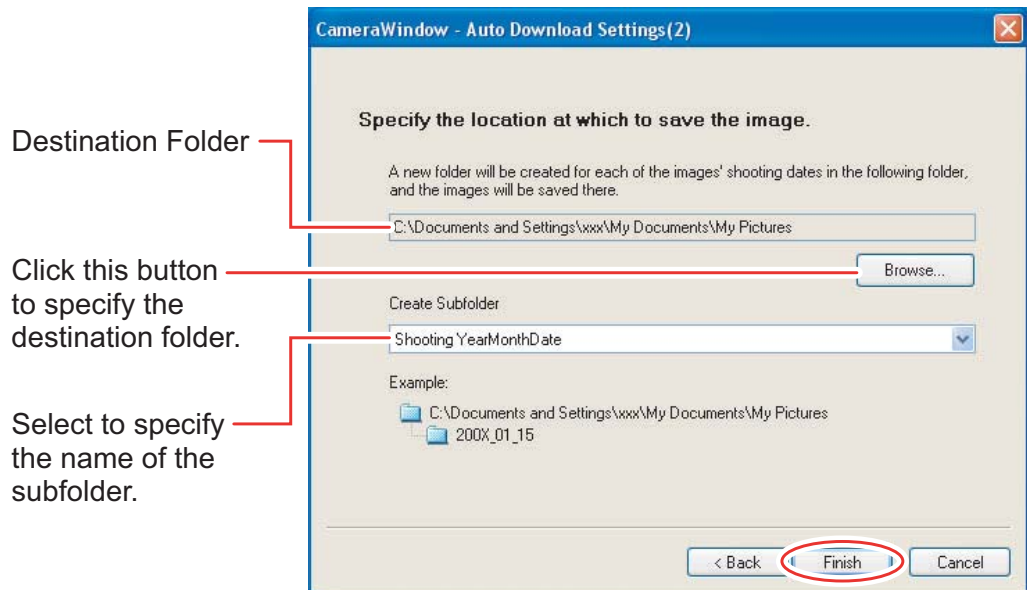 CameraWindow - Auto Download Settings(2)
Specify the location at which to save the image.
Destination Folder
A new folder will be created for each of the images' shooting dates in the following folder,
and the images will be saved there.
C:\Documents and Settings\xxx\My Documents\My Pictures
Click this button
to specify the
destination folder.
Browse...
Create Subfolder
Shooting YearMonthDate
Example:
C:\Documents and Settings\xxx\My Documents\My Pictures
200X_01_15
Select to specify
the name of the
subfolder.
< Back
Finish
Cancel